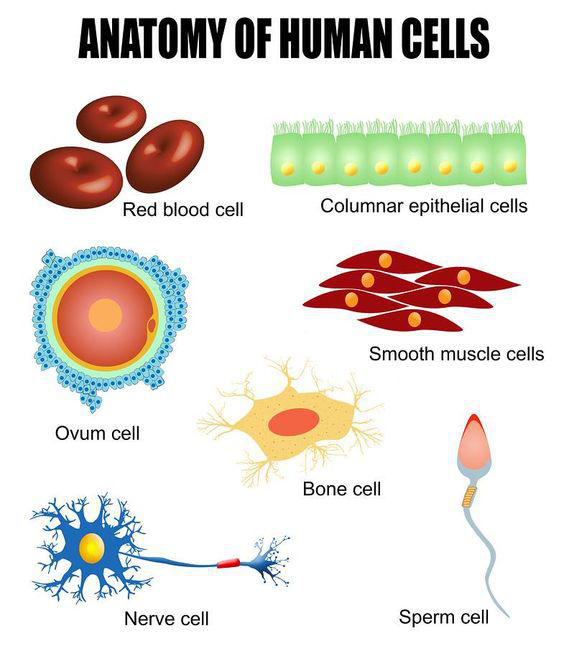 ANATOMY OF HUMAN CELLS
Red blood cell
Columnar epithelial cells
Ovum cell
Smooth muscle cells
Bone cell
Nerve cell
Sperm cell